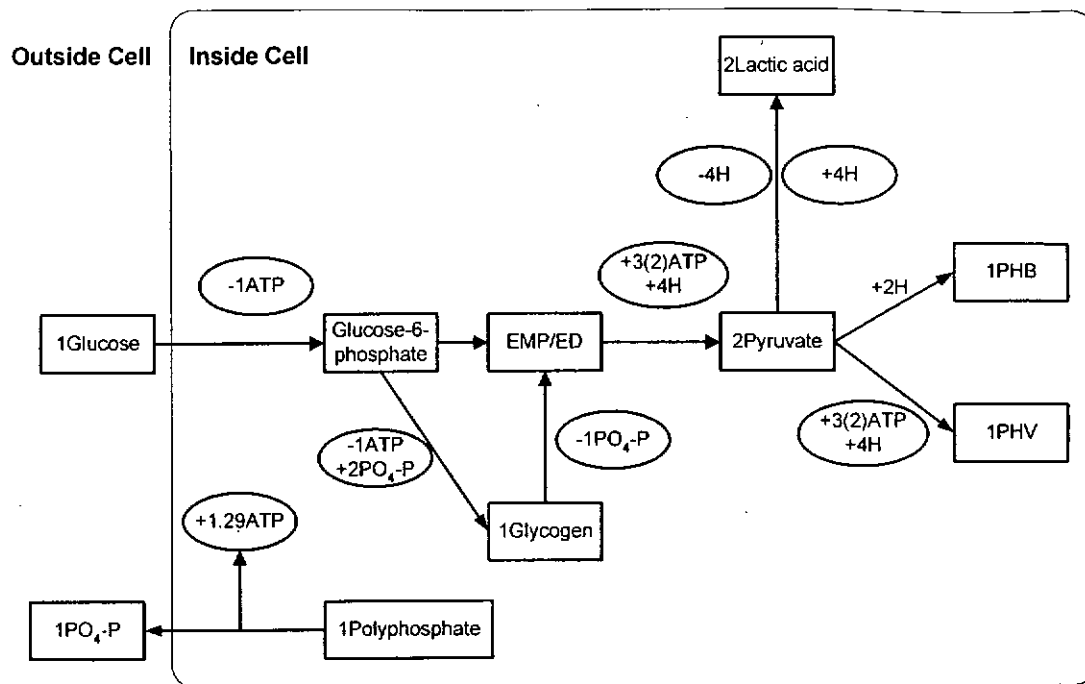 Outside Cell
Inside Cell
2Lactic acid
-4H
+4H
-1ATP
+3(2)ATP
+4H
+2H
1PHB
1Glucose
Glucose-6-
phosphate
EMP/ED
2Pyruvate
-1ATP
+2PO₄-P
-1PO₄-P
+3(2)ATP
+4H
1PHV
+1.29ATP
1Glycogen
1PO₄-P
1Polyphosphate